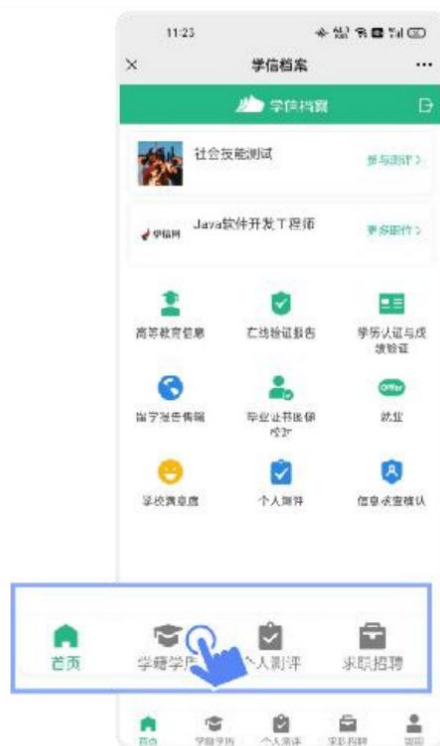 11:23
学信档案
学信档案
社会技能测试
参与测评 >
学信网
Java软件开发工程师
更多职位 >
高等教育信息
在线验证报告
学历认证与成
绩验证
留学报告传输
毕业证书图像
校对
Offer
就业
学校满意度
个人测评
信息核查确认
首页
学籍学历
个人测评
求职招聘
首页
学籍学历
个人测评
求职招聘